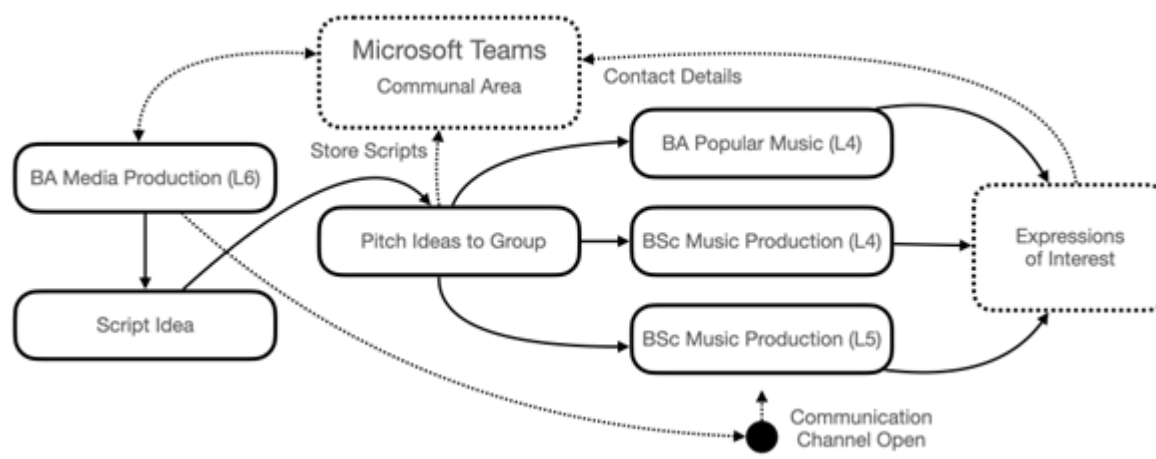 Microsoft Teams
Communal Area
Contact Details
BA Media Production (L6)
Store Scripts
BA Popular Music (L4)
Pitch Ideas to Group
BSc Music Production (L4)
Expressions
of Interest
Script Idea
BSc Music Production (L5)
Communication
Channel Open